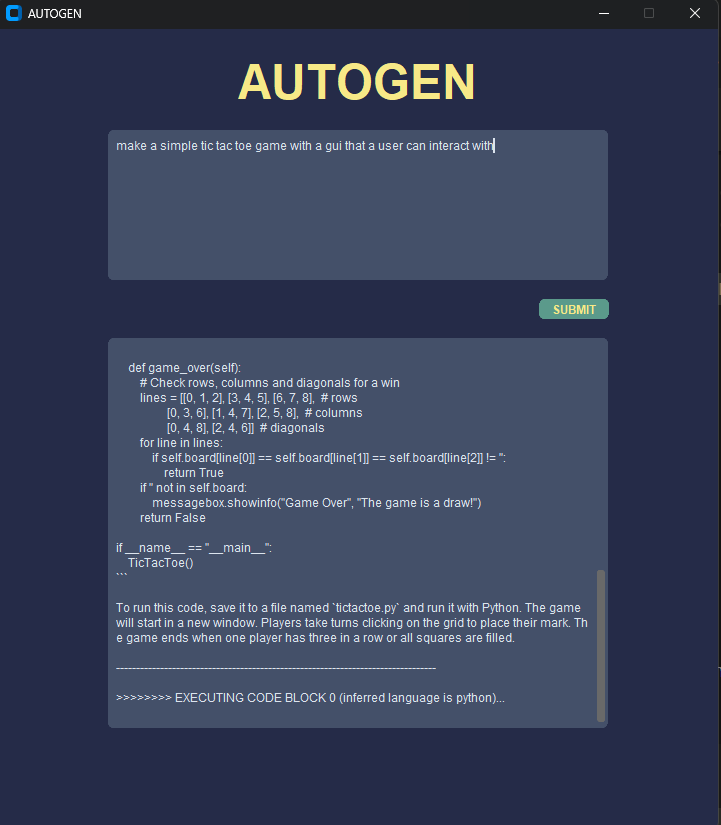 AUTOGEN
AUTOGEN
make a simple tic tac toe game with a gui that a user can interact with
SUBMIT
def game_over(self):
# Check rows, columns and diagonals for a win
lines = [[0, 1, 2], [3, 4, 5], [6, 7, 8], # rows
[0, 3, 6], [1, 4, 7], [2, 5, 8], # columns
[0, 4, 8], [2, 4, 6]] # diagonals
for line in lines:
if self.board[line[0]] == self.board[line[1]] == self.board[line[2]] != '':
return True
if '' not in self.board:
messagebox.showinfo("Game Over", "The game is a draw!")
return False
if __name__ == "__main__":
TicTacToe()
```
To run this code, save it to a file named `tictactoe.py` and run it with Python. The game
will start in a new window. Players take turns clicking on the grid to place their mark. Th
e game ends when one player has three in a row or all squares are filled.
--------------------------------------------------------------------------------
>>>>>>>> EXECUTING CODE BLOCK 0 (inferred language is python)...